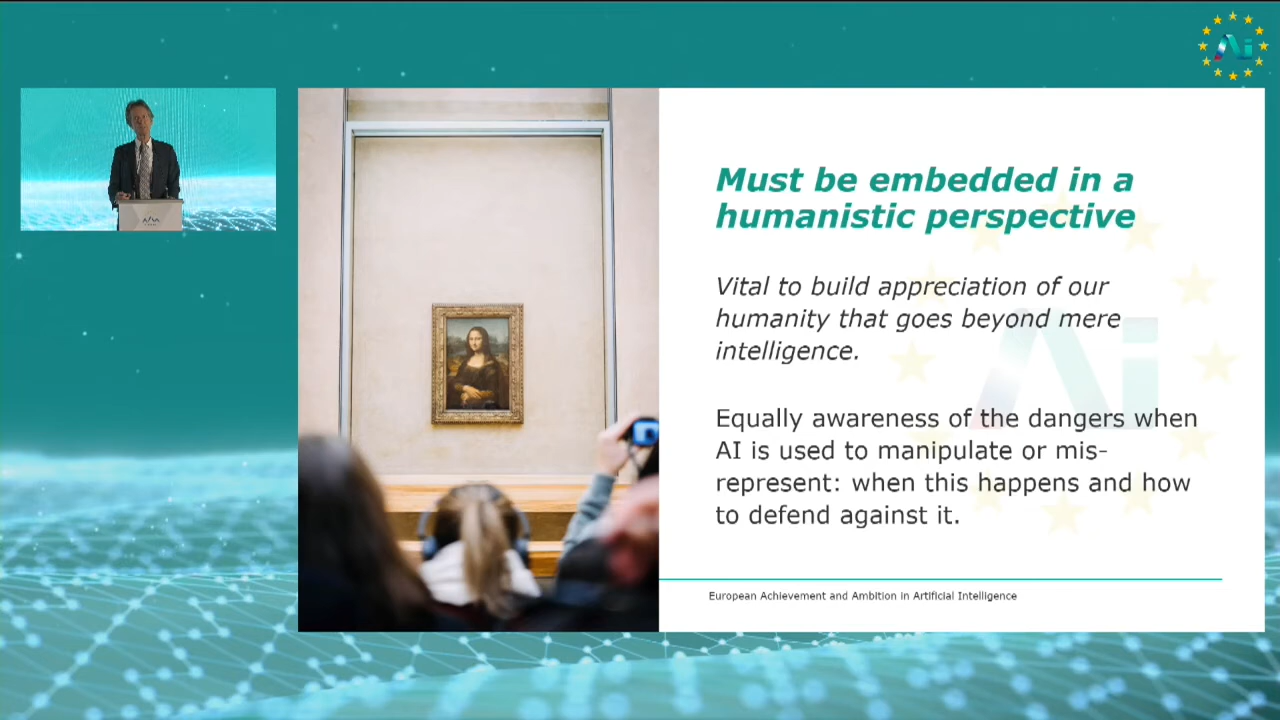 Ai
Must be embedded in a
humanistic perspective
Vital to build appreciation of our
humanity that goes beyond mere
intelligence.
Equally awareness of the dangers when
AI is used to manipulate or mis-
represent: when this happens and how
to defend against it.
European Achievement and Ambition in Artificial Intelligence